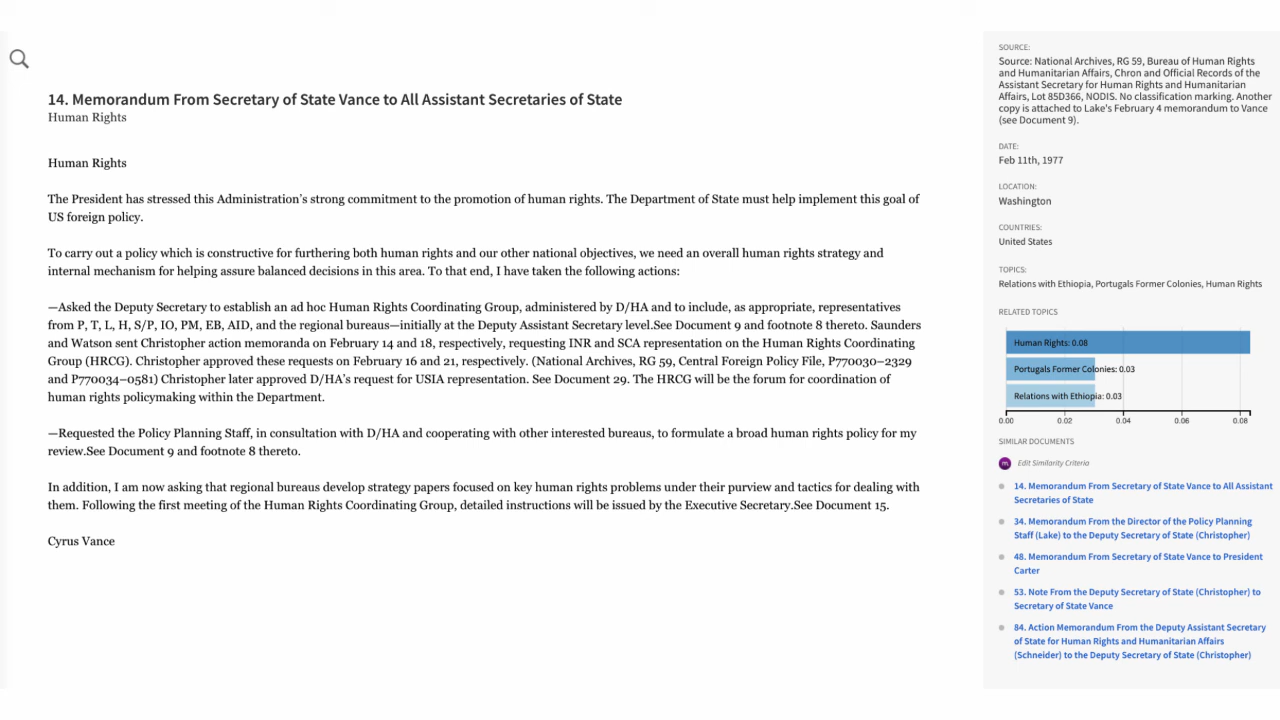 14. Memorandum From Secretary of State Vance to All Assistant Secretaries of State
Human Rights
Human Rights
The President has stressed this Administration’s strong commitment to the promotion of human rights. The Department of State must help implement this goal of
US foreign policy.
To carry out a policy which is constructive for furthering both human rights and our other national objectives, we need an overall human rights strategy and
internal mechanism for helping assure balanced decisions in this area. To that end, I have taken the following actions:
—Asked the Deputy Secretary to establish an ad hoc Human Rights Coordinating Group, administered by D/HA and to include, as appropriate, representatives
from P, T, L, H, S/P, IO, PM, EB, AID, and the regional bureaus—initially at the Deputy Assistant Secretary level.See Document 9 and footnote 8 thereto. Saunders
and Watson sent Christopher action memoranda on February 14 and 18, respectively, requesting INR and SCA representation on the Human Rights Coordinating
Group (HRCG). Christopher approved these requests on February 16 and 21, respectively. (National Archives, RG 59, Central Foreign Policy File, P770030–2329
and P770034–0581) Christopher later approved D/HA’s request for USIA representation. See Document 29. The HRCG will be the forum for coordination of
human rights policymaking within the Department.
—Requested the Policy Planning Staff, in consultation with D/HA and cooperating with other interested bureaus, to formulate a broad human rights policy for my
review.See Document 9 and footnote 8 thereto.
In addition, I am now asking that regional bureaus develop strategy papers focused on key human rights problems under their purview and tactics for dealing with
them. Following the first meeting of the Human Rights Coordinating Group, detailed instructions will be issued by the Executive Secretary.See Document 15.
Cyrus Vance
SOURCE:
Source: National Archives, RG 59, Bureau of Human Rights
and Humanitarian Affairs, Chron and Official Records of the
Assistant Secretary for Human Rights and Humanitarian
Affairs, Lot 85D366, NODIS. No classification marking. Another
copy is attached to Lake's February 4 memorandum to Vance
(see Document 9).
DATE:
Feb 11th, 1977
LOCATION:
Washington
COUNTRIES:
United States
TOPICS:
Relations with Ethiopia, Portugals Former Colonies, Human Rights
RELATED TOPICS
Human Rights: 0.08
Portugals Former Colonies: 0.03
Relations with Ethiopia: 0.03
0.00 0.02 0.04 0.06 0.08
SIMILAR DOCUMENTS
m Edit Similarity Criteria
14. Memorandum From Secretary of State Vance to All Assistant
Secretaries of State
34. Memorandum From the Director of the Policy Planning
Staff (Lake) to the Deputy Secretary of State (Christopher)
48. Memorandum From Secretary of State Vance to President
Carter
53. Note From the Deputy Secretary of State (Christopher) to
Secretary of State Vance
84. Action Memorandum From the Deputy Assistant Secretary
of State for Human Rights and Humanitarian Affairs
(Schneider) to the Deputy Secretary of State (Christopher)